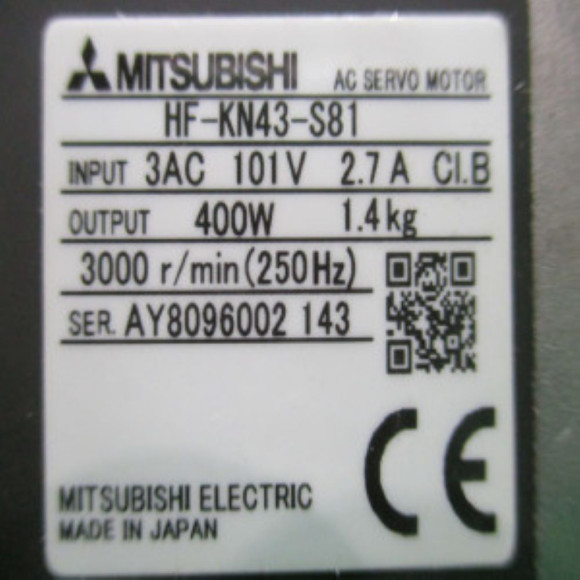 MITSUBISHI AC SERVO MOTOR
HF-KN43-S81
INPUT 3AC 101V 2.7A Cl.B
OUTPUT 400W 1.4kg
3000 r/min(250Hz)
SER. AY8096002 143
CE
MITSUBISHI ELECTRIC
MADE IN JAPAN